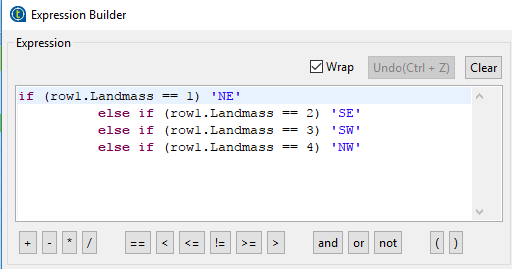 Expression Builder
Expression
Wrap Undo(Ctrl + Z) Clear
if (row1.Landmass == 1) 'NE'
else if (row1.Landmass == 2) 'SE'
else if (row1.Landmass == 3) 'SW'
else if (row1.Landmass == 4) 'NW'
+ - * / == < <= != >= > and or not ( )